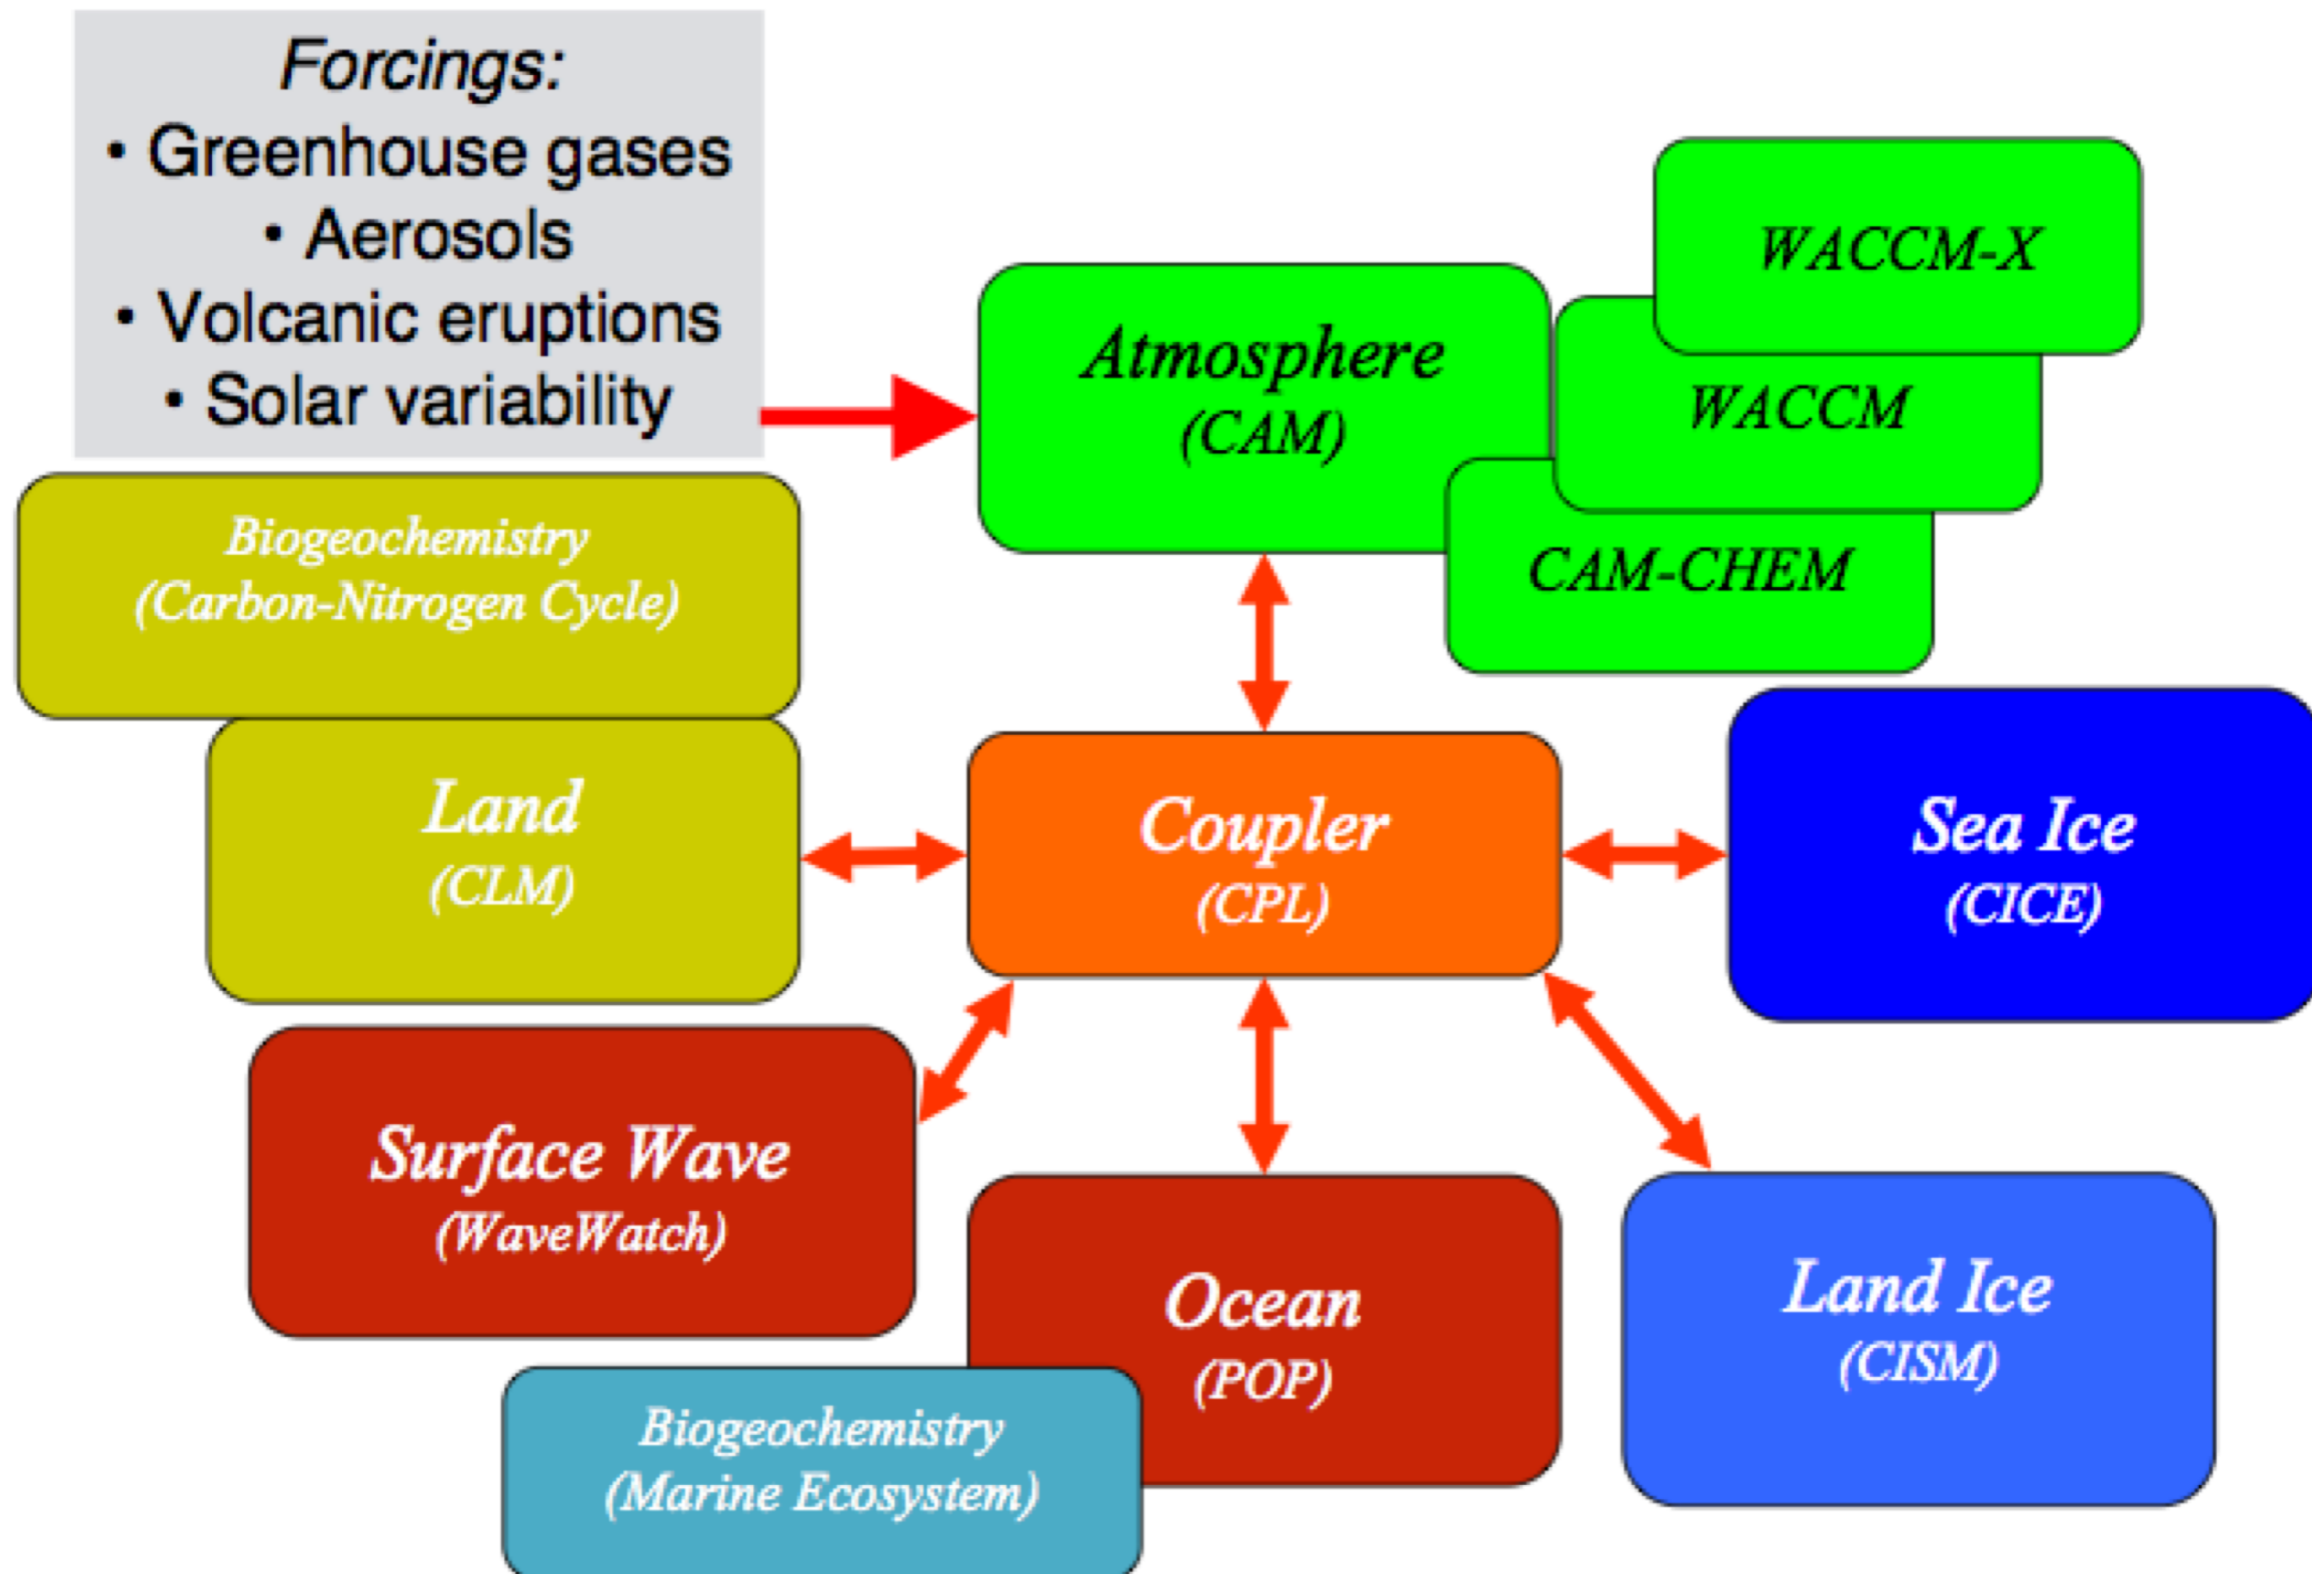 Forcings:
• Greenhouse gases
• Aerosols
• Volcanic eruptions
• Solar variability
WACCM-X
Atmosphere
(CAM)
WACCM
CAM-CHEM
Biogeochemistry
(Carbon-Nitrogen Cycle)
Land
(CLM)
Coupler
(CPL)
Sea Ice
(CICE)
Surface Wave
(WaveWatch)
Ocean
(POP)
Land Ice
(CISM)
Biogeochemistry
(Marine Ecosystem)